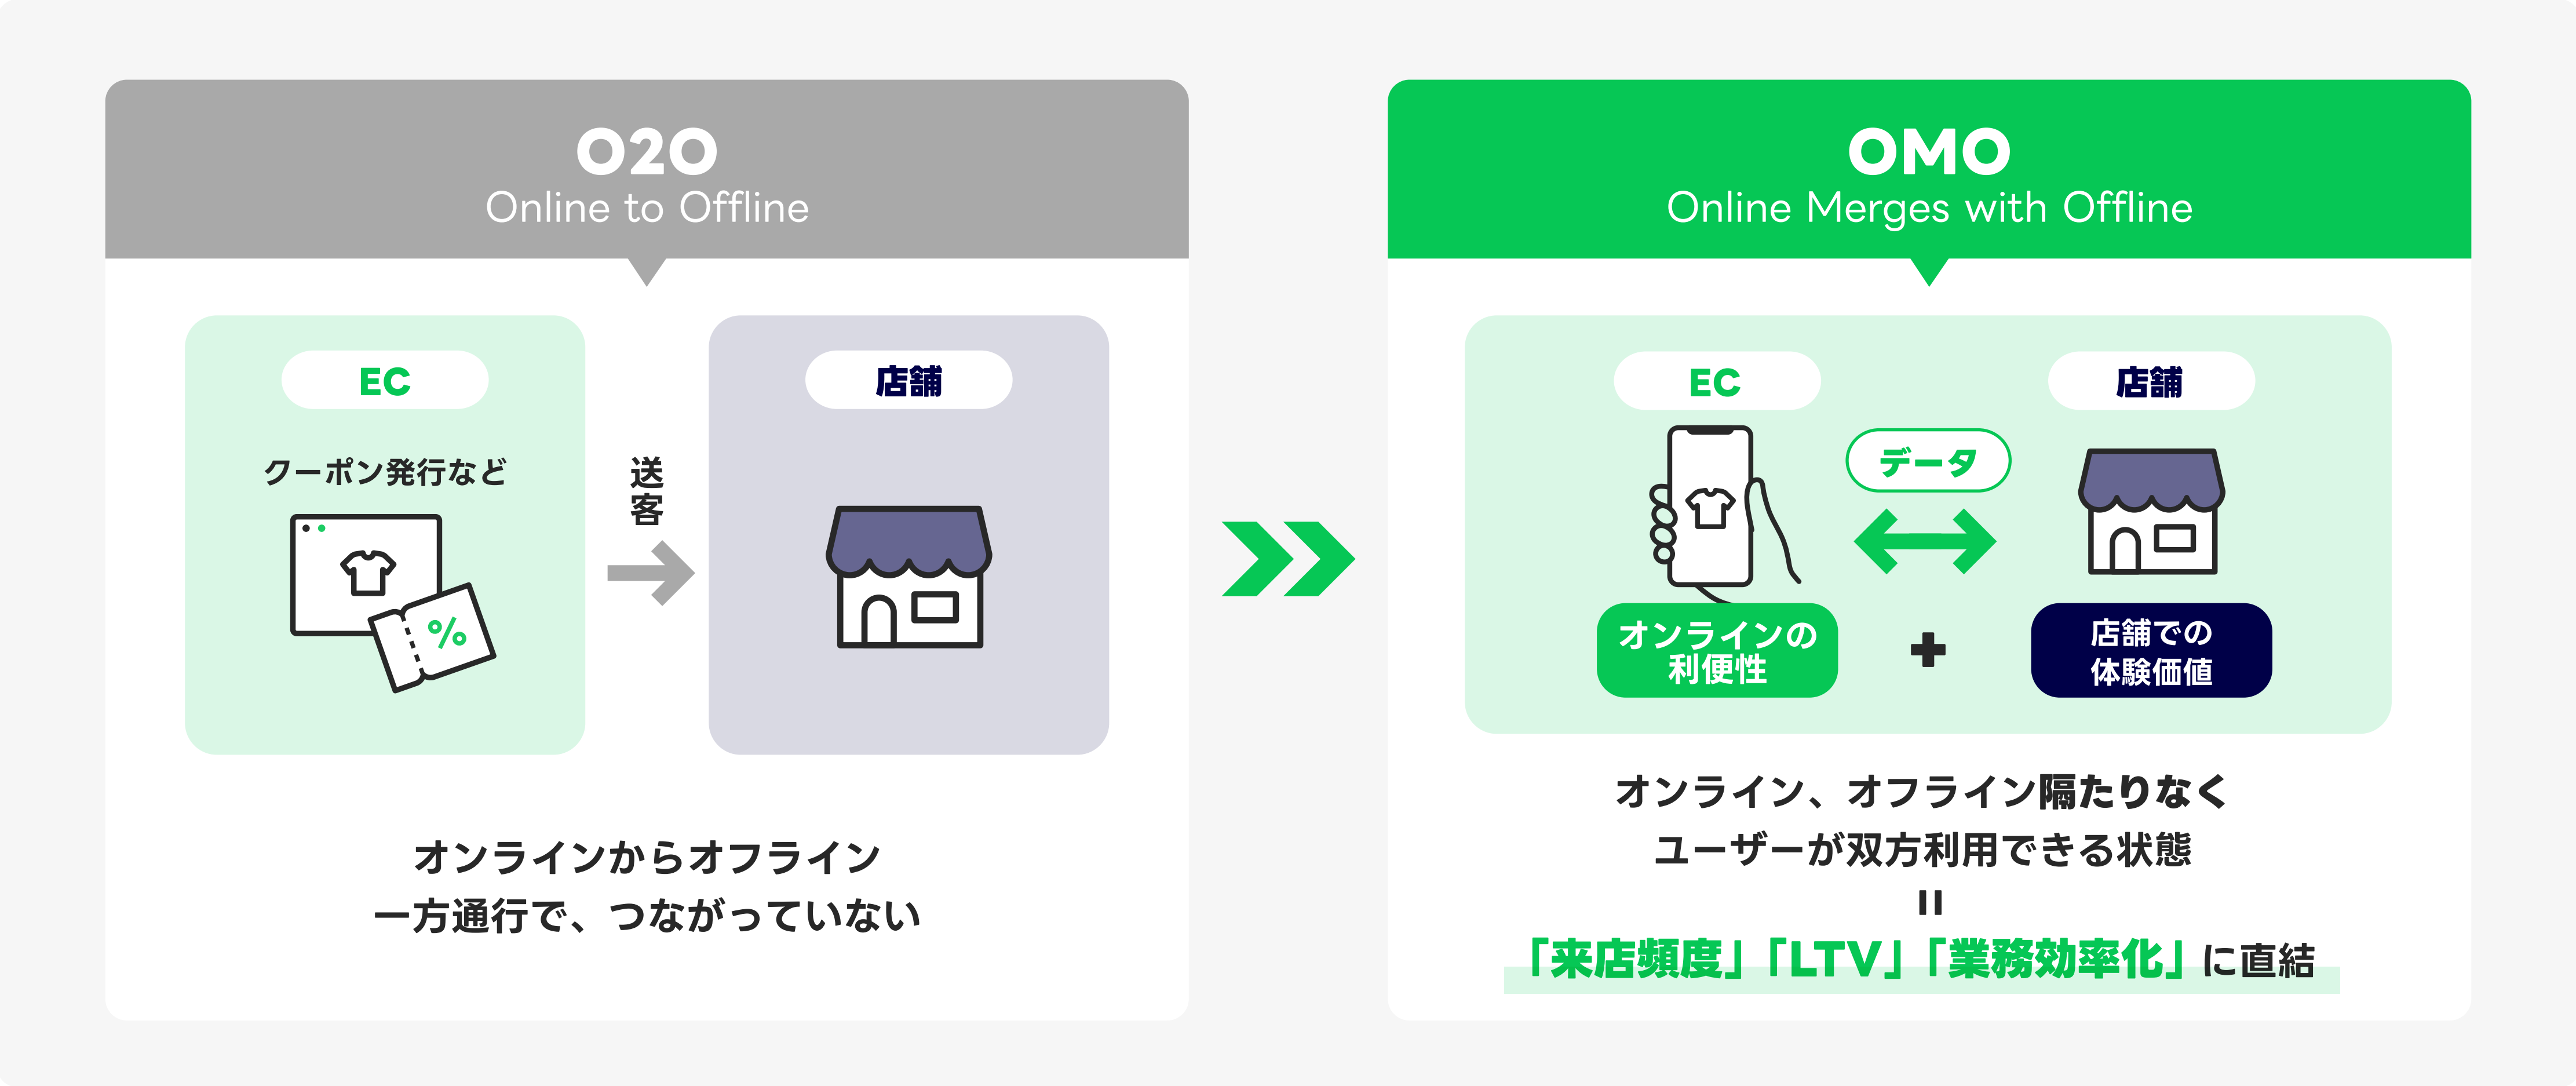 O2O
Online to Offline
EC
クーポン発行など
%
送客
店舗
オンラインからオフライン
一方通行で、つながっていない
OMO
Online Merges with Offline
EC
データ
店舗
オンラインの
利便性
+
店舗での
体験価値
オンライン、オフライン隔たりなく
ユーザーが双方利用できる状態
=
「来店頻度」「LTV」「業務効率化」に直結